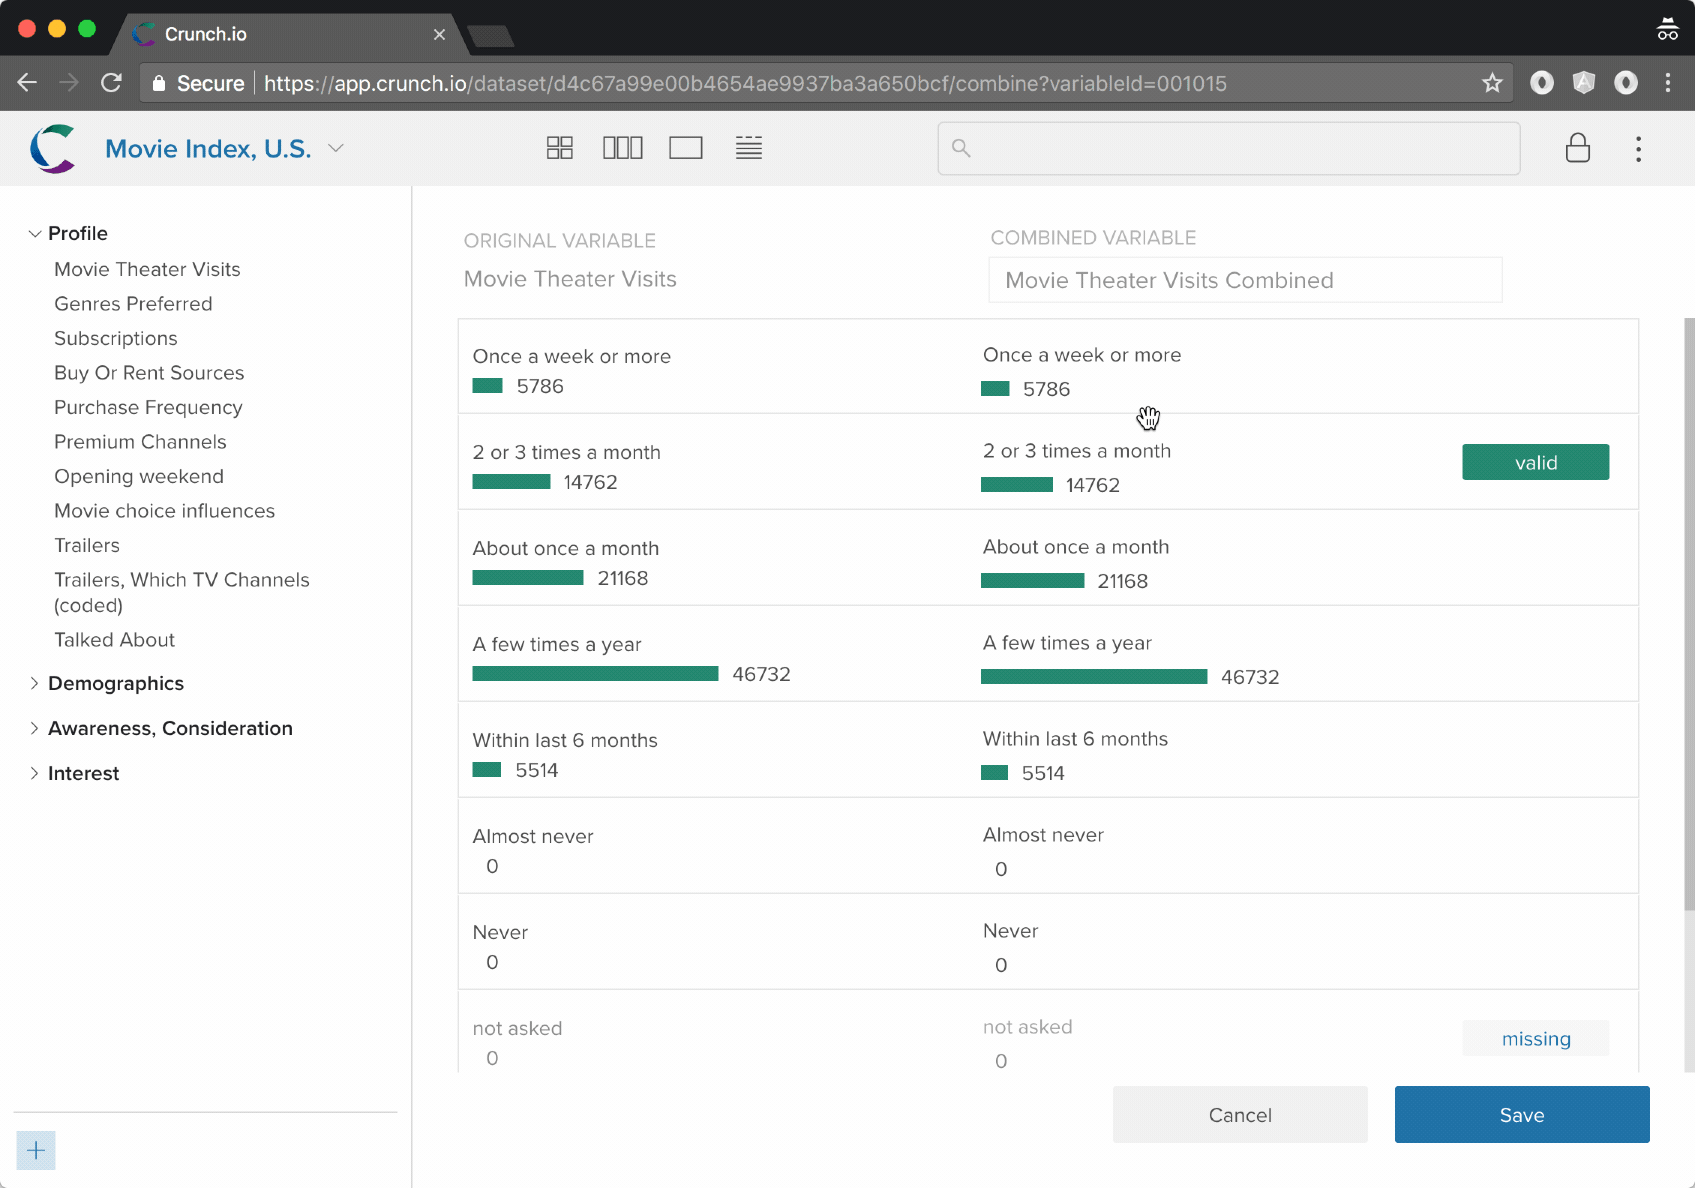 Crunch.io
Secure https://app.crunch.io/dataset/d4c67a99e00b4654ae9937ba3a650bcf/combine?variableId=001015
Movie Index, U.S.
Profile
Movie Theater Visits
Genres Preferred
Subscriptions
Buy Or Rent Sources
Purchase Frequency
Premium Channels
Opening weekend
Movie choice influences
Trailers
Trailers, Which TV Channels
(coded)
Talked About
Demographics
Awareness, Consideration
Interest
ORIGINAL VARIABLE
Movie Theater Visits
COMBINED VARIABLE
Movie Theater Visits Combined
Once a week or more
5786
Once a week or more
5786
2 or 3 times a month
14762
2 or 3 times a month
14762
valid
About once a month
21168
About once a month
21168
A few times a year
46732
A few times a year
46732
Within last 6 months
5514
Within last 6 months
5514
Almost never
0
Almost never
0
Never
0
Never
0
not asked
0
not asked
0
missing
Cancel
Save